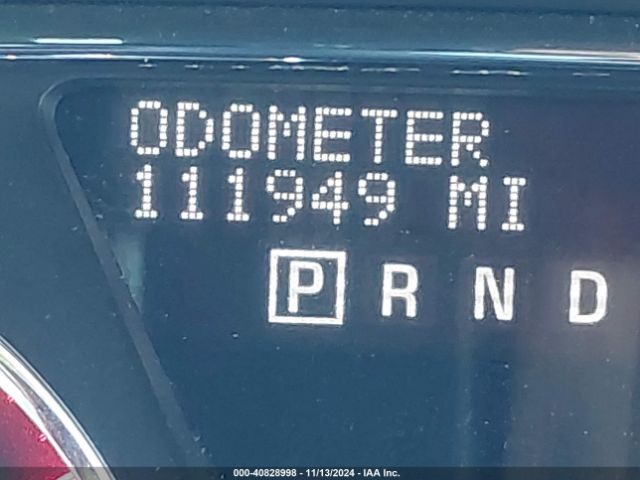 ODOMETER
111949 MI
P R N D
000-40828998 - 11/13/2024 - IAA Inc.